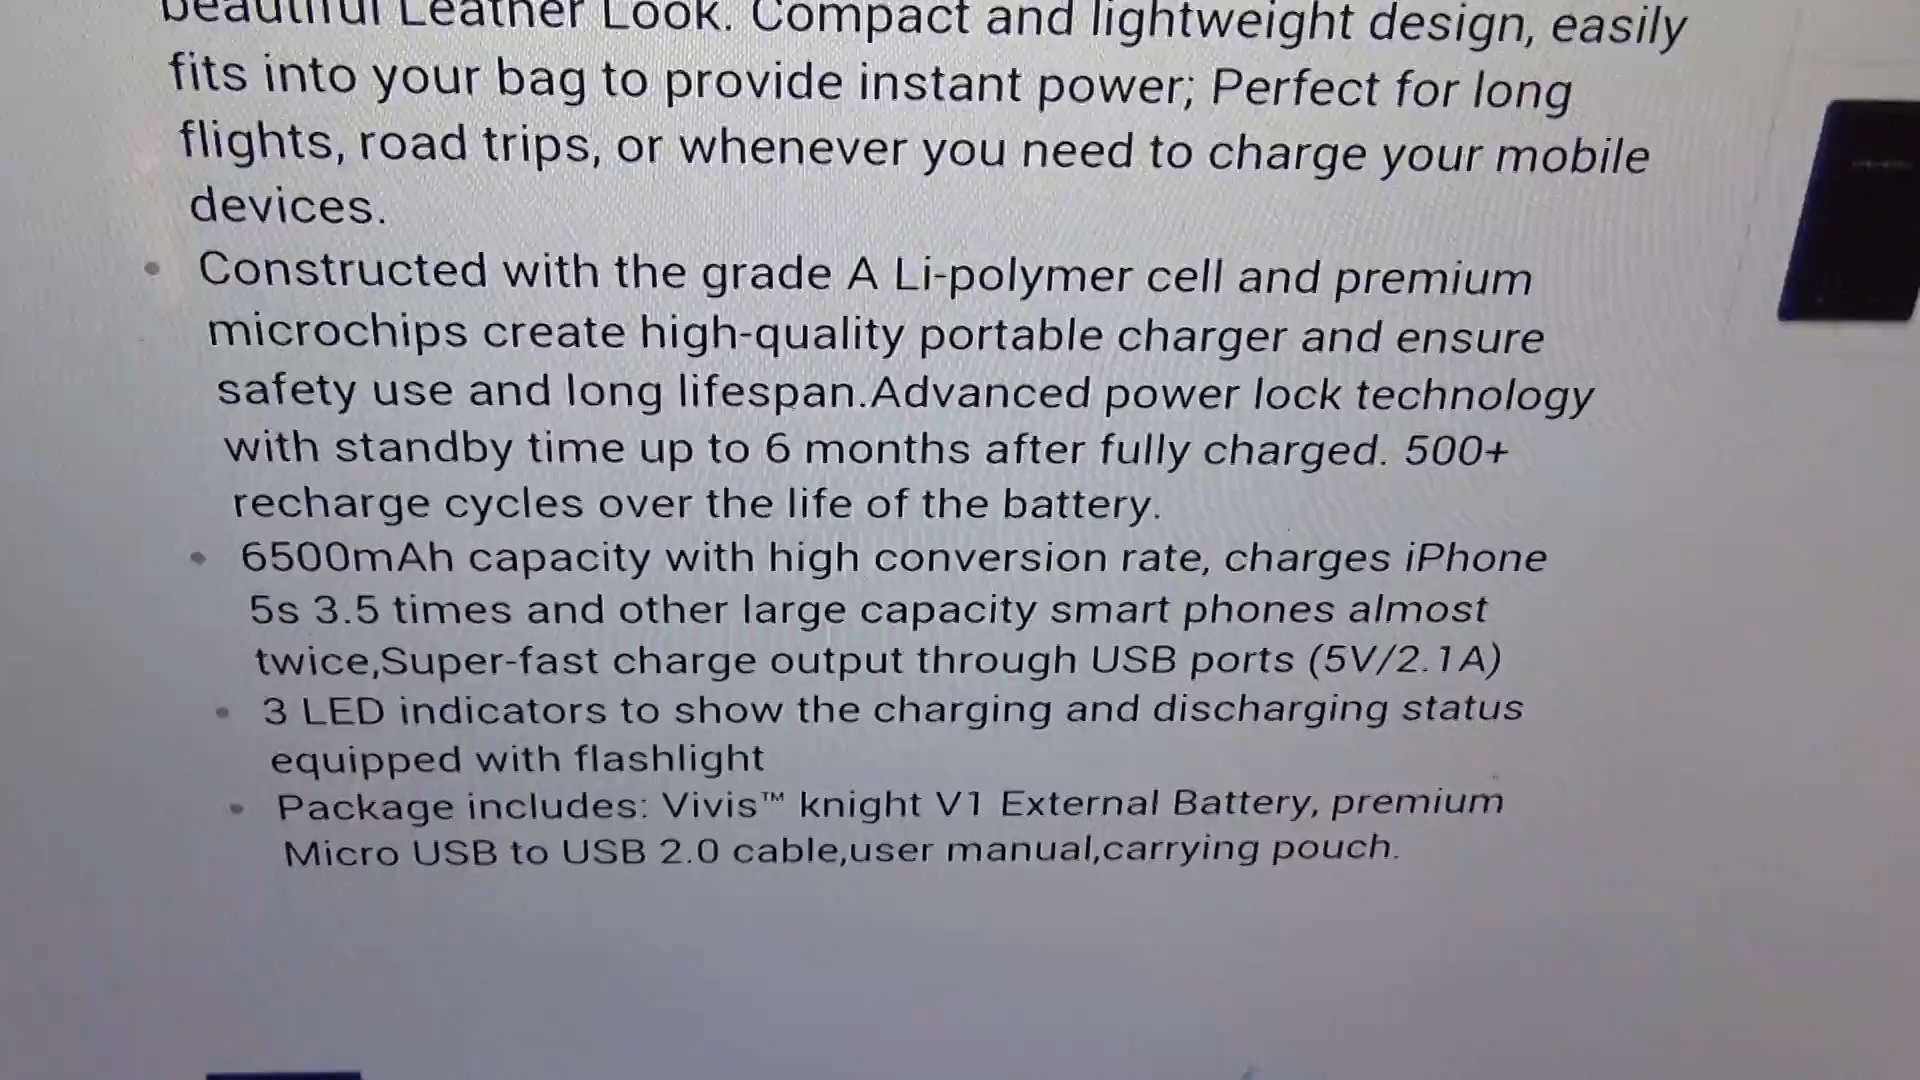 beautiful Leather Look. Compact and lightweight design, easily
fits into your bag to provide instant power; Perfect for long
flights, road trips, or whenever you need to charge your mobile
devices.
• Constructed with the grade A Li-polymer cell and premium
microchips create high-quality portable charger and ensure
safety use and long lifespan.Advanced power lock technology
with standby time up to 6 months after fully charged. 500+
recharge cycles over the life of the battery.
• 6500mAh capacity with high conversion rate, charges iPhone
5s 3.5 times and other large capacity smart phones almost
twice,Super-fast charge output through USB ports (5V/2.1A)
• 3 LED indicators to show the charging and discharging status
equipped with flashlight
• Package includes: Vivis™ knight V1 External Battery, premium
Micro USB to USB 2.0 cable,user manual,carrying pouch.